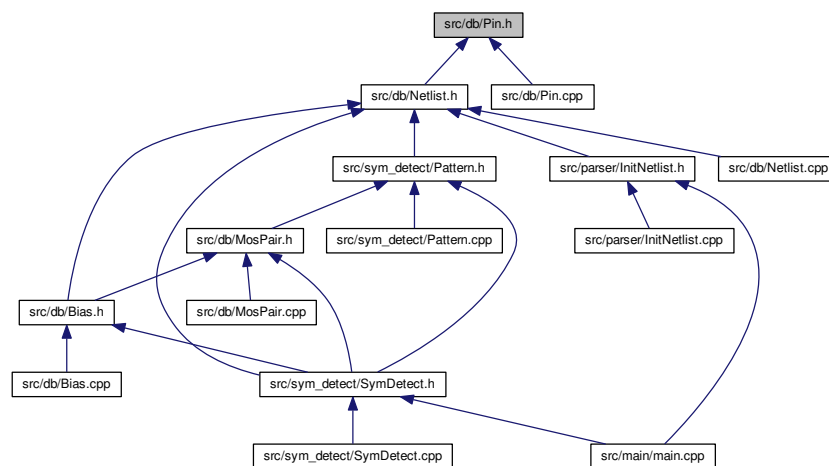 src/db/Pin.h
src/db/Netlist.h
src/db/Pin.cpp
src/sym_detect/Pattern.h
src/parser/InitNetlist.h
src/db/Netlist.cpp
src/db/MosPair.h
src/sym_detect/Pattern.cpp
src/parser/InitNetlist.cpp
src/db/Bias.h
src/db/MosPair.cpp
src/db/Bias.cpp
src/sym_detect/SymDetect.h
src/sym_detect/SymDetect.cpp
src/main/main.cpp